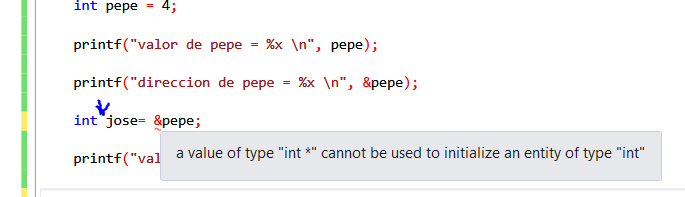 int pepe = 4;
printf("valor de pepe = %x \n", pepe);
printf("direccion de pepe = %x \n", &pepe);
int jose= &pepe;
a value of type "int *" cannot be used to initialize an entity of type "int"
printf("val